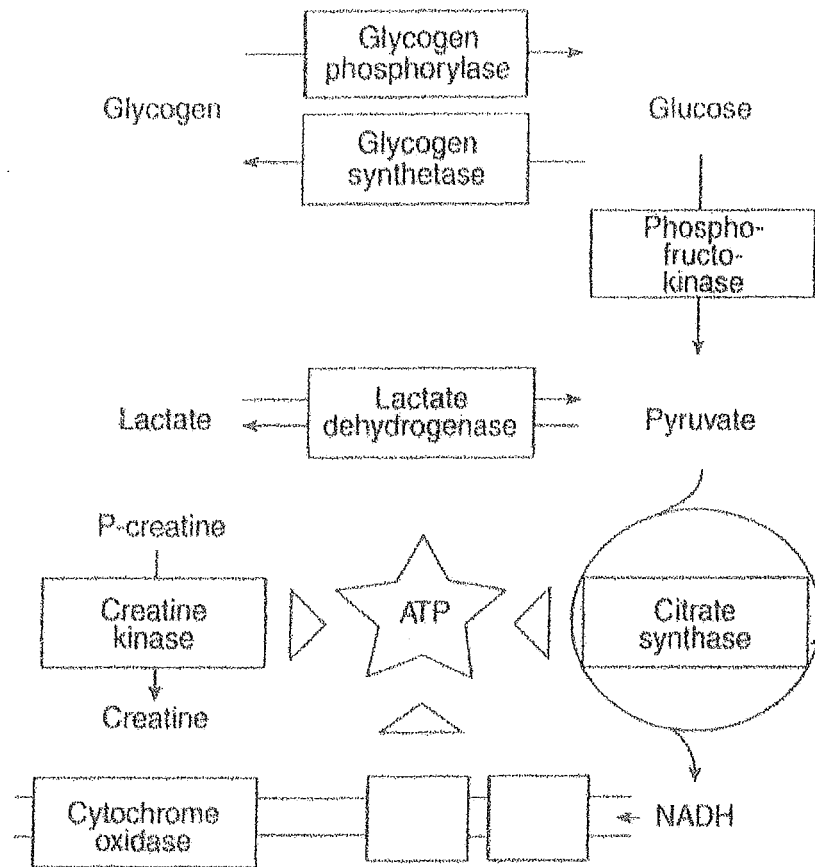 Glycogen
phosphorylase
Glycogen
Glucose
Glycogen
synthetase
Phospho-
fructo-
kinase
Lactate
Lactate
dehydrogenase
Pyruvate
P-creatine
Creatine
kinase
ATP
Citrate
synthase
Creatine
Cytochrome
oxidase
NADH